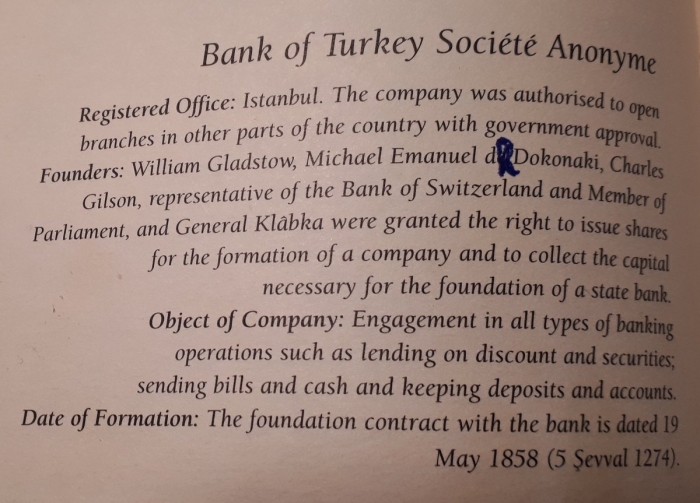 Bank of Turkey Société Anonyme
Registered Office: Istanbul. The company was authorised to open
branches in other parts of the country with government approval.
Founders: William Gladstow, Michael Emanuel d Dokonaki, Charles
Gilson, representative of the Bank of Switzerland and Member of
Parliament, and General Klâbka were granted the right to issue shares
for the formation of a company and to collect the capital
necessary for the foundation of a state bank.
Object of Company: Engagement in all types of banking
operations such as lending on discount and securities;
sending bills and cash and keeping deposits and accounts.
Date of Formation: The foundation contract with the bank is dated 19
May 1858 (5 Şevval 1274).